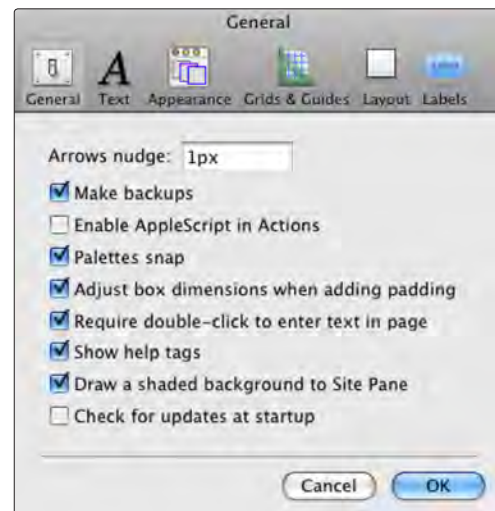 General
General Text Appearance Grids & Guides Layout Labels
Arrows nudge: 1px
Make backups
Enable AppleScript in Actions
Palettes snap
Adjust box dimensions when adding padding
Require double-click to enter text in page
Show help tags
Draw a shaded background to Site Pane
Check for updates at startup
Cancel OK